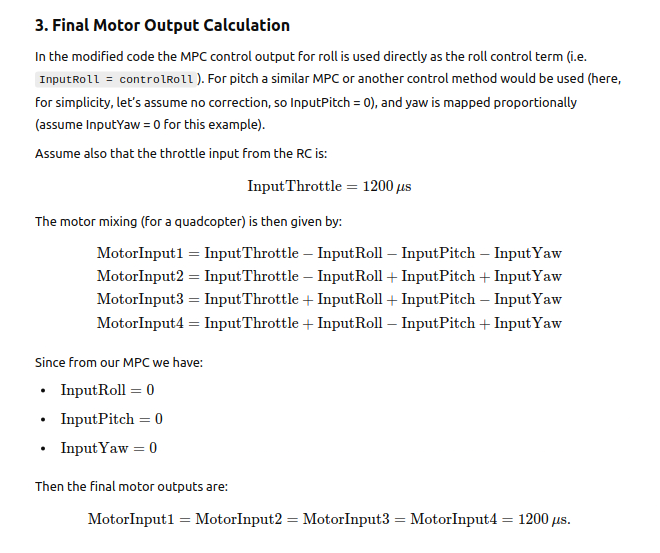 3. Final Motor Output Calculation
In the modified code the MPC control output for roll is used directly as the roll control term (i.e.
InputRoll = controlRoll ). For pitch a similar MPC or another control method would be used (here,
for simplicity, let's assume no correction, so InputPitch = 0), and yaw is mapped proportionally
(assume InputYaw = 0 for this example).
Assume also that the throttle input from the RC is:
InputThrottle = 1200 μs
The motor mixing (for a quadcopter) is then given by:
MotorInput1 = InputThrottle − InputRoll − InputPitch − InputYaw
MotorInput2 = InputThrottle − InputRoll + InputPitch + InputYaw
MotorInput3 = InputThrottle + InputRoll + InputPitch − InputYaw
MotorInput4 = InputThrottle + InputRoll − InputPitch + InputYaw
Since from our MPC we have:
• InputRoll = 0
• InputPitch = 0
• InputYaw = 0
Then the final motor outputs are:
MotorInput1 = MotorInput2 = MotorInput3 = MotorInput4 = 1200 μs.